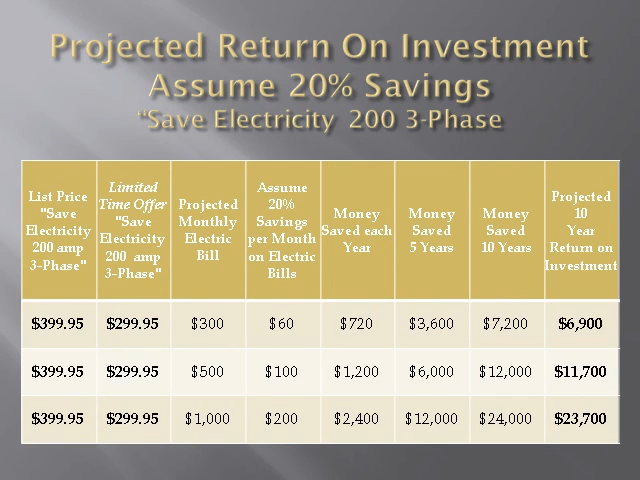 Projected Return On Investment
Assume 20% Savings
"Save Electricity 200 3-Phase
List Price
"Save
Electricity
200 amp
3-Phase"
Limited
Time Offer
"Save
Electricity
200 amp
3-Phase"
Projected
Monthly
Electric
Bill
Assume
20%
Savings
per Month
on Electric
Bills
Money
Saved each
Year
Money
Saved
5 Years
Money
Saved
10 Years
Projected
10
Year
Return on
Investment
$399.95 $299.95 $300 $60 $720 $3,600 $7,200 $6,900
$399.95 $299.95 $500 $100 $1,200 $6,000 $12,000 $11,700
$399.95 $299.95 $1,000 $200 $2,400 $12,000 $24,000 $23,700